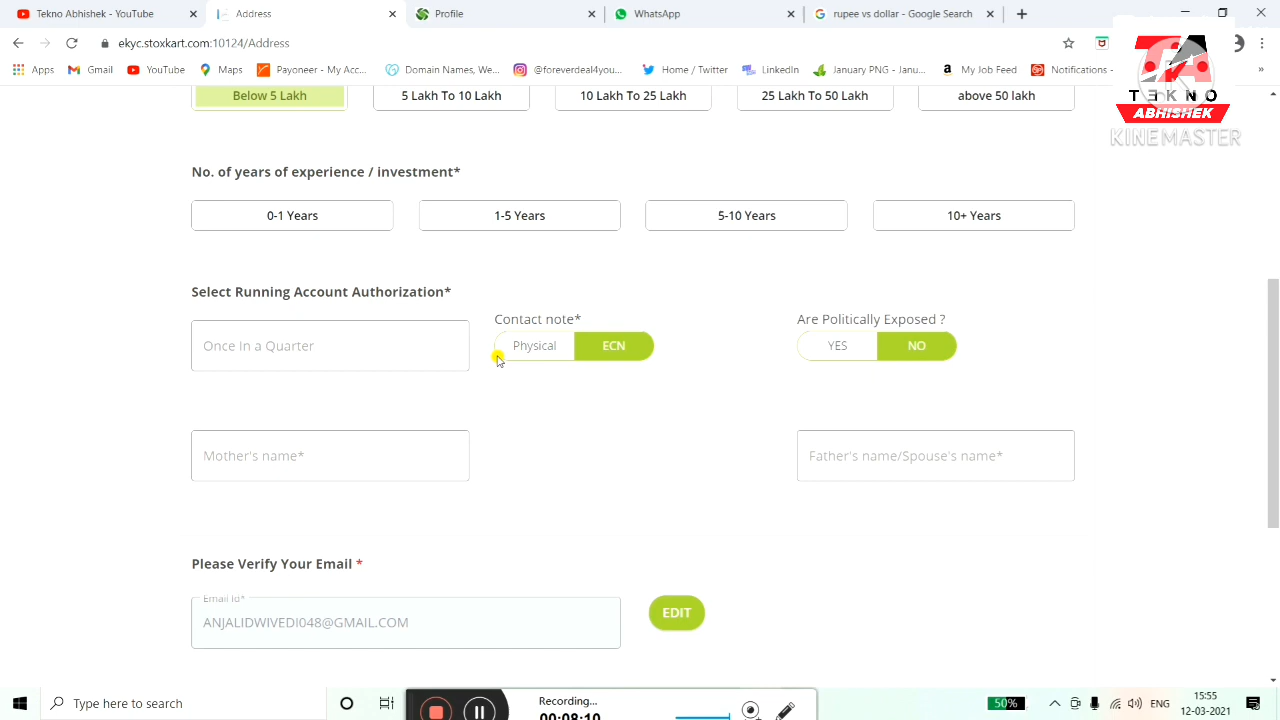 Tekno Abhishek - YouTube
Address
Profile
WhatsApp
rupee vs dollar - Google Search
ekyc.stoxkart.com:10124/Address
Apps
Gmail
YouTube
Maps
Payoneer - My Acc...
Domain Names, We...
@foreverdeal4you...
Home / Twitter
LinkedIn
January PNG - Janu...
My Job Feed
Notifications -
TEKNO
ABHISHEK
KINEMASTER
Below 5 Lakh
5 Lakh To 10 Lakh
10 Lakh To 25 Lakh
25 Lakh To 50 Lakh
above 50 lakh
No. of years of experience / investment*
0-1 Years
1-5 Years
5-10 Years
10+ Years
Select Running Account Authorization*
Contact note*
Are Politically Exposed ?
Once In a Quarter
Physical
ECN
YES
NO
Mother's name*
Father's name/Spouse's name*
Please Verify Your Email *
Email Id*
ANJALIDWIVEDI048@GMAIL.COM
EDIT
Type here to search
Recording...
00:08:10
50%
ENG
15:55
12-03-2021